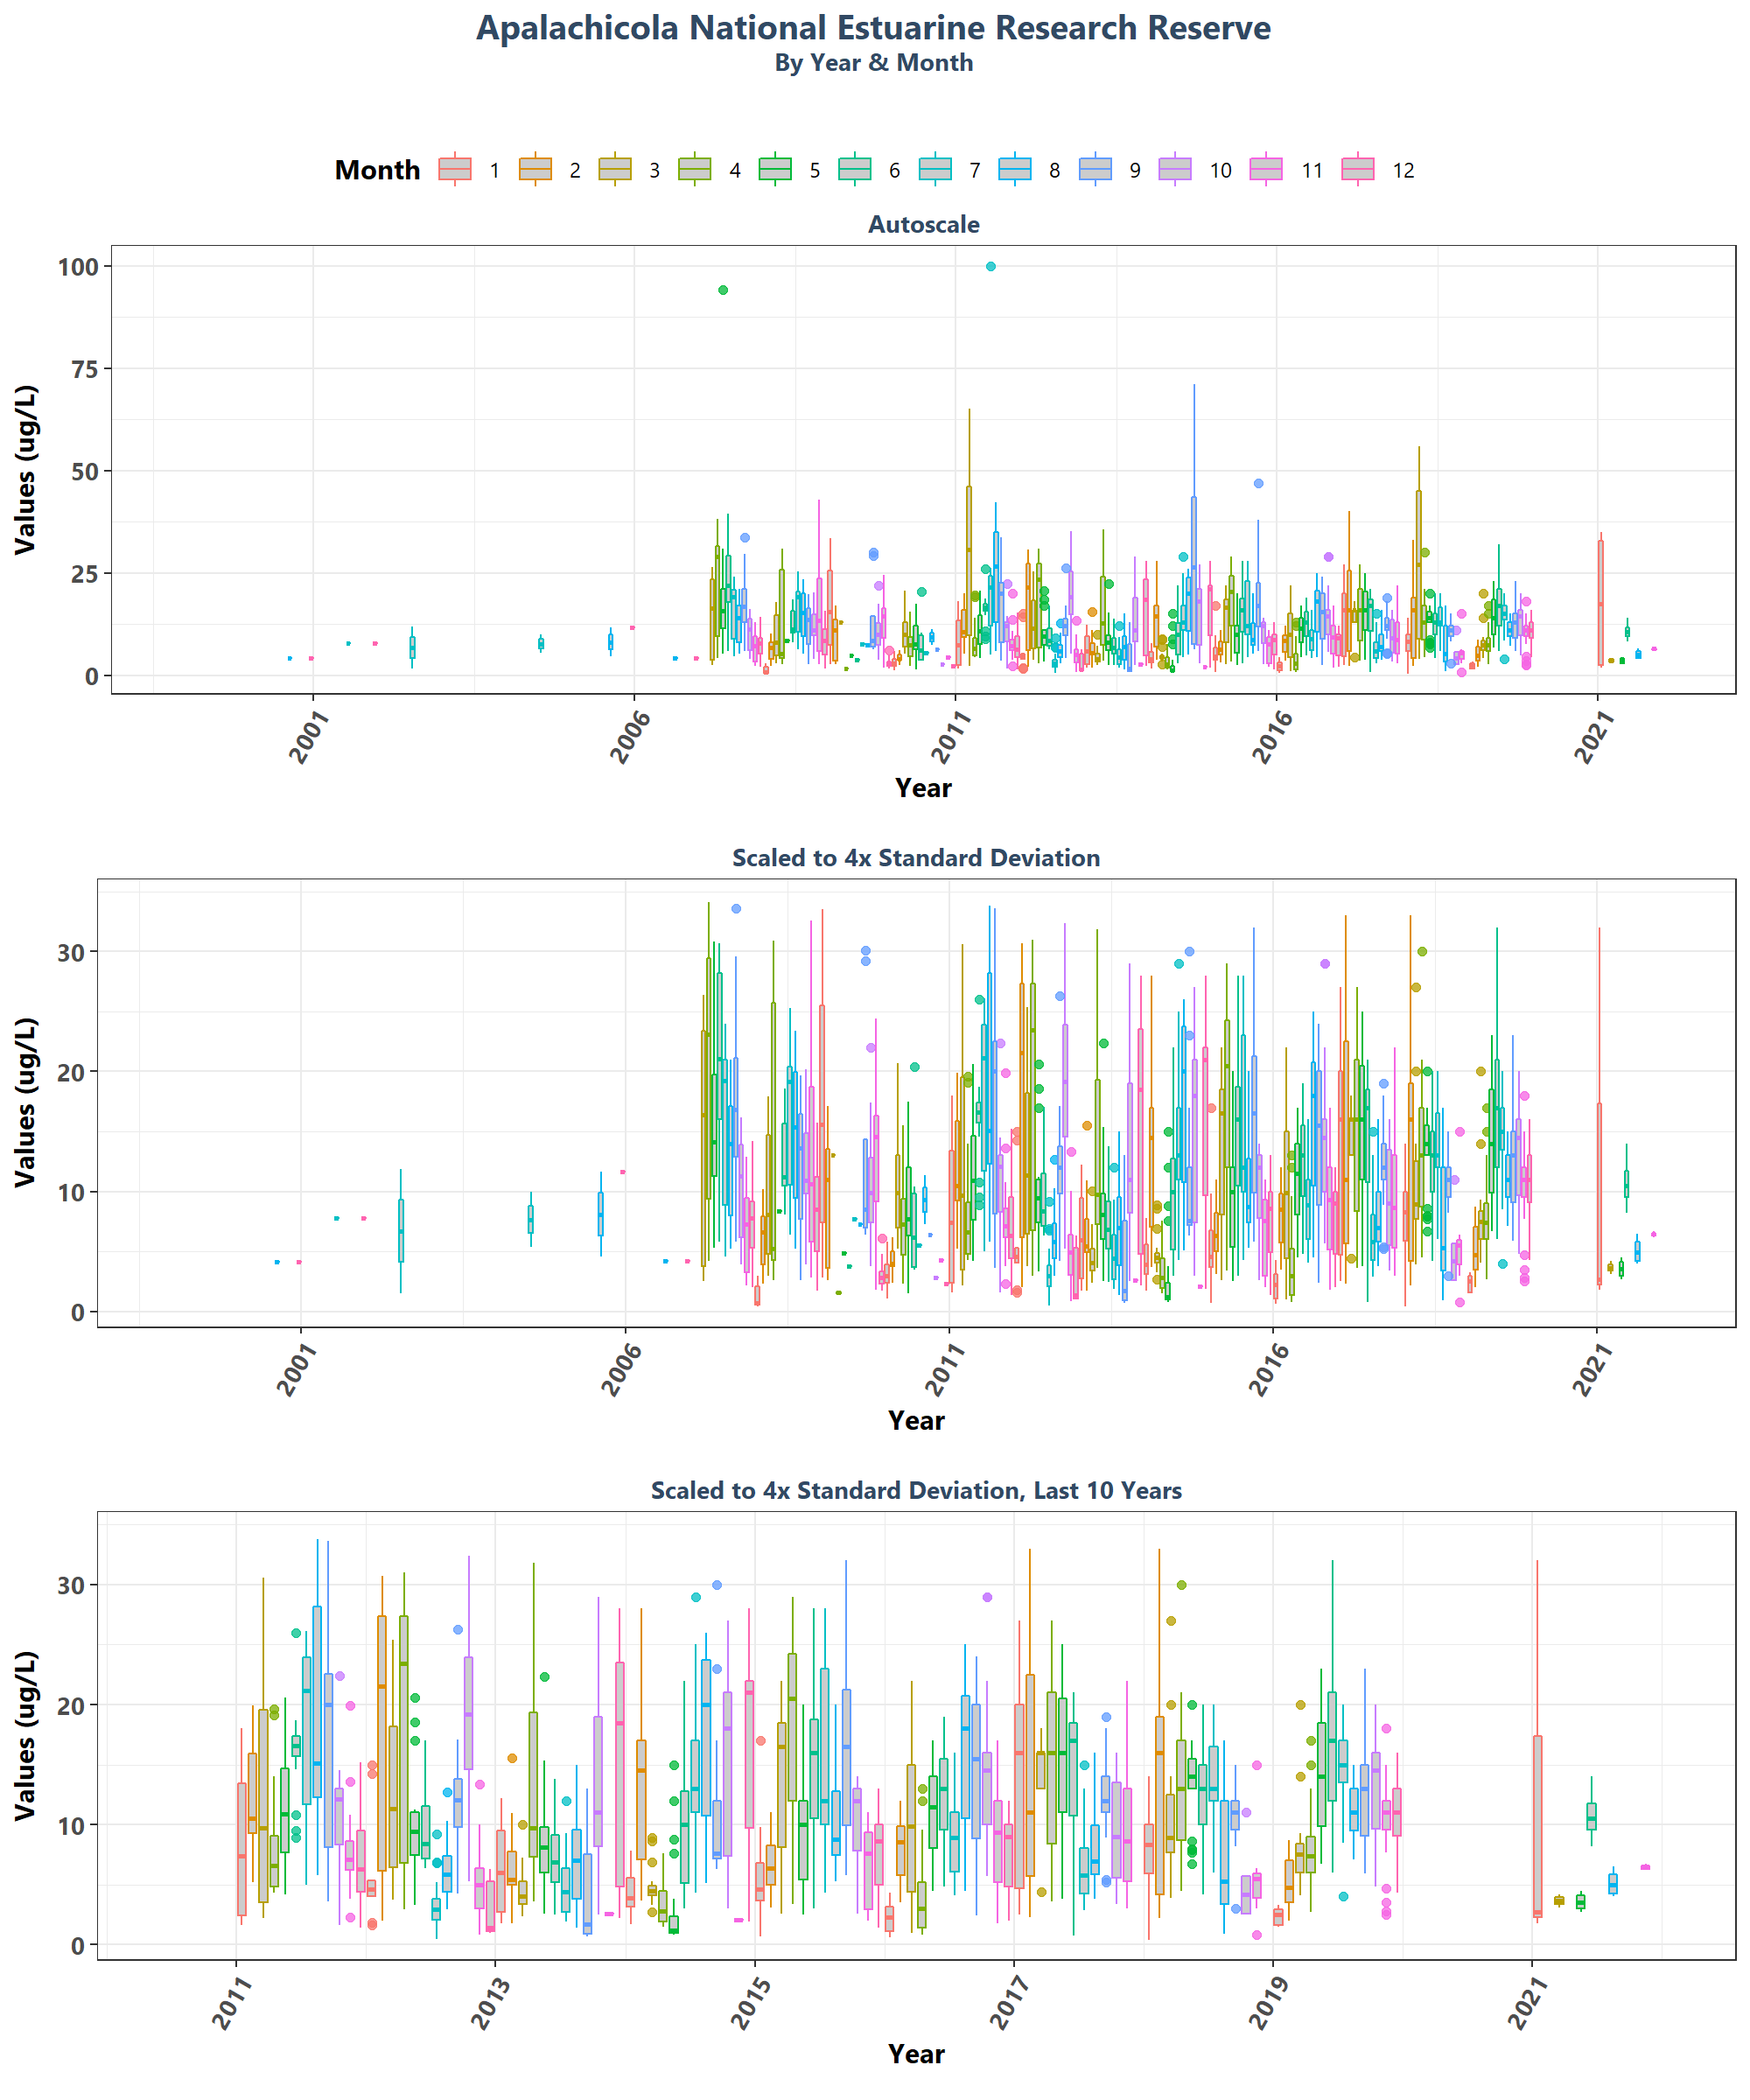 Apalachicola National Estuarine Research Reserve
By Year & Month
Month 1 2 3 4 5 6 7 8 9 10 11 12
Autoscale
Values (ug/L)
100
75
50
25
0
2001 2006 2011 2016 2021
Year
Scaled to 4x Standard Deviation
Values (ug/L)
30
20
10
0
2001 2006 2011 2016 2021
Year
Scaled to 4x Standard Deviation, Last 10 Years
Values (ug/L)
30
20
10
0
2011 2013 2015 2017 2019 2021
Year